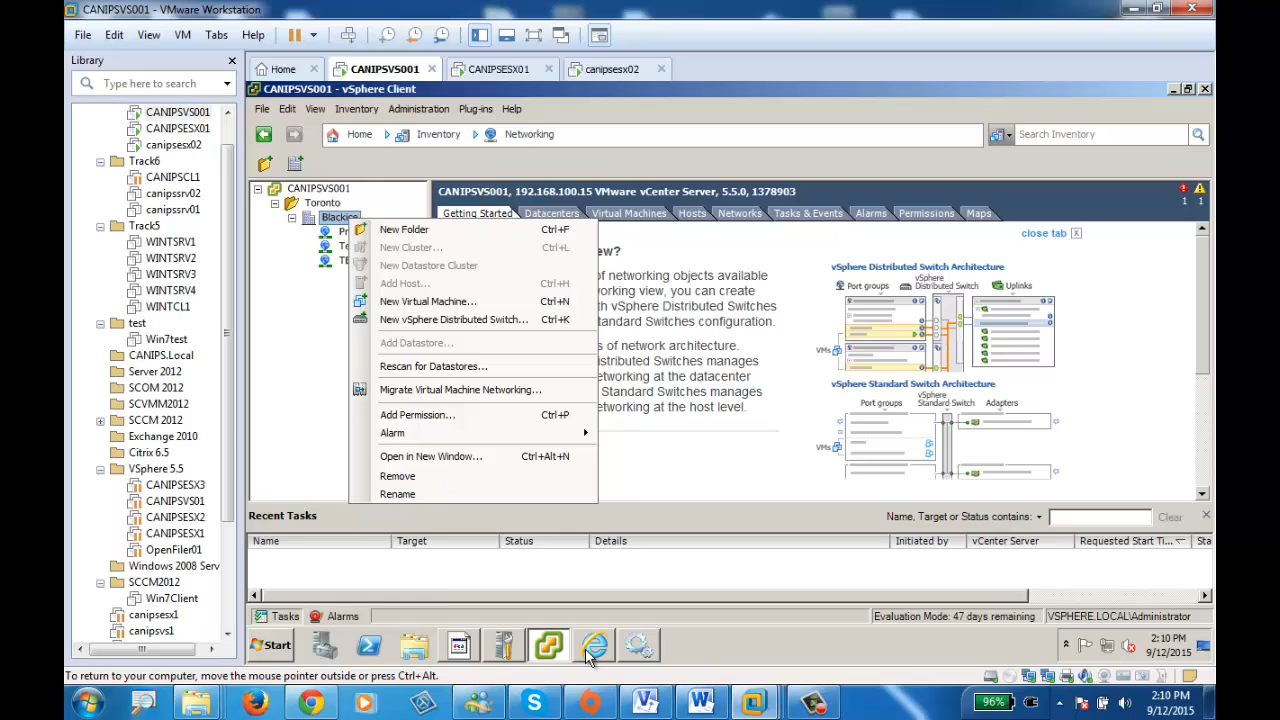 CANIPSVS001 - VMware Workstation
File Edit View VM Tabs Help
Library
Type here to search
CANIPSVS001
CANIPSESX01
canipsesx02
Track6
CANIPSCL1
canipssrv02
canipssrv01
Track5
WINTSRV1
WINTSRV2
WINTSRV3
WINTSRV4
WINTCL1
test
Win7test
CANIPS.Local
Server 2012
SCOM 2012
SCVMM2012
SCCM 2012
Exchange 2010
Citrix 6.5
VSphere 5.5
CANIPSESX3
CANIPSVS01
CANIPSESX2
CANIPSESX1
OpenFiler01
Windows 2008 Serv
SCCM2012
Win7Client
canipsesx1
canipsvs1
Home CANIPSVS001 CANIPSESX01 canipsesx02
CANIPSVS001 - vSphere Client
File Edit View Inventory Administration Plug-ins Help
Home Inventory Networking Search Inventory
CANIPSVS001
Toronto
CANIPSVS001, 192.168.100.15 VMware vCenter Server, 5.5.0, 1378903
Getting Started Datacenters Virtual Machines Hosts Networks Tasks & Events Alarms Permissions Maps
1 1
close tab
New Folder Ctrl+F
New Cluster... Ctrl+L
New Datastore Cluster
Add Host... Ctrl+H
New Virtual Machine... Ctrl+N
New vSphere Distributed Switch... Ctrl+K
Add Datastore...
Rescan for Datastores...
Migrate Virtual Machine Networking...
Add Permission... Ctrl+P
Alarm
Open in New Window... Ctrl+Alt+N
Remove
Rename
of networking objects available
working view, you can create
h vSphere Distributed Switches
tandard Switches configuration.
s of network architecture.
istributed Switches manages
etworking at the datacenter
Standard Switches manages
etworking at the host level.
vSphere Distributed Switch Architecture
Port groups vSphere Distributed Switch Uplinks
VMs
vSphere Standard Switch Architecture
Port groups vSphere Standard Switch Adapters
VMs
Recent Tasks Name, Target or Status contains: Clear
Name Target Status Details Initiated by vCenter Server Requested Start Ti... Sta
Tasks Alarms Evaluation Mode: 47 days remaining VSPHERE.LOCAL\Administrator
Start
2:10 PM
9/12/2015
To return to your computer, move the mouse pointer outside or press Ctrl+Alt.
96%
2:10 PM
9/12/2015